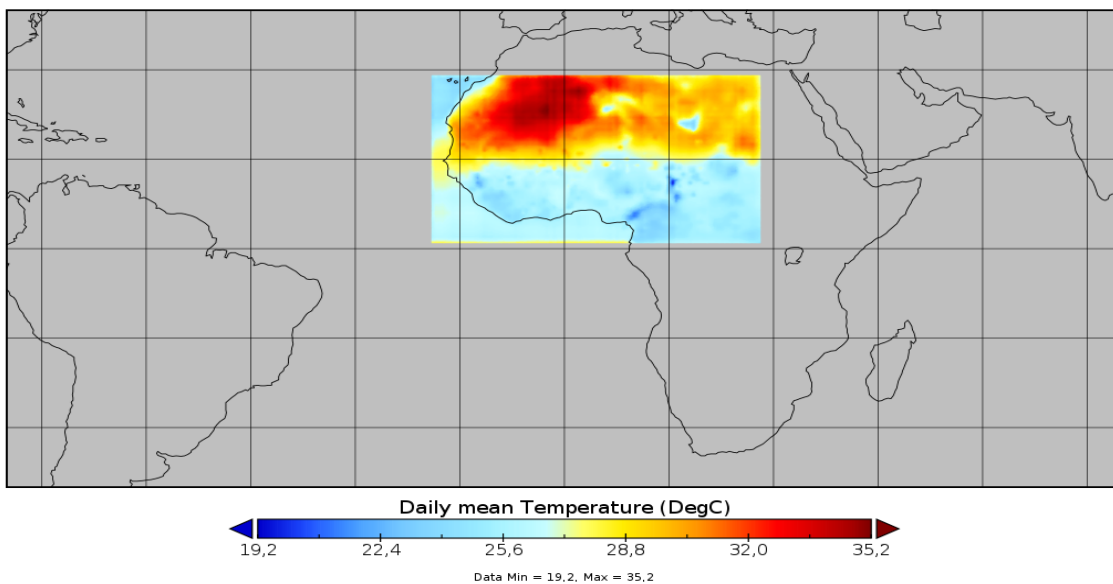 Daily mean Temperature (DegC)
19,2 22,4 25,6 28,8 32,0 35,2
Data Min = 19,2, Max = 35,2